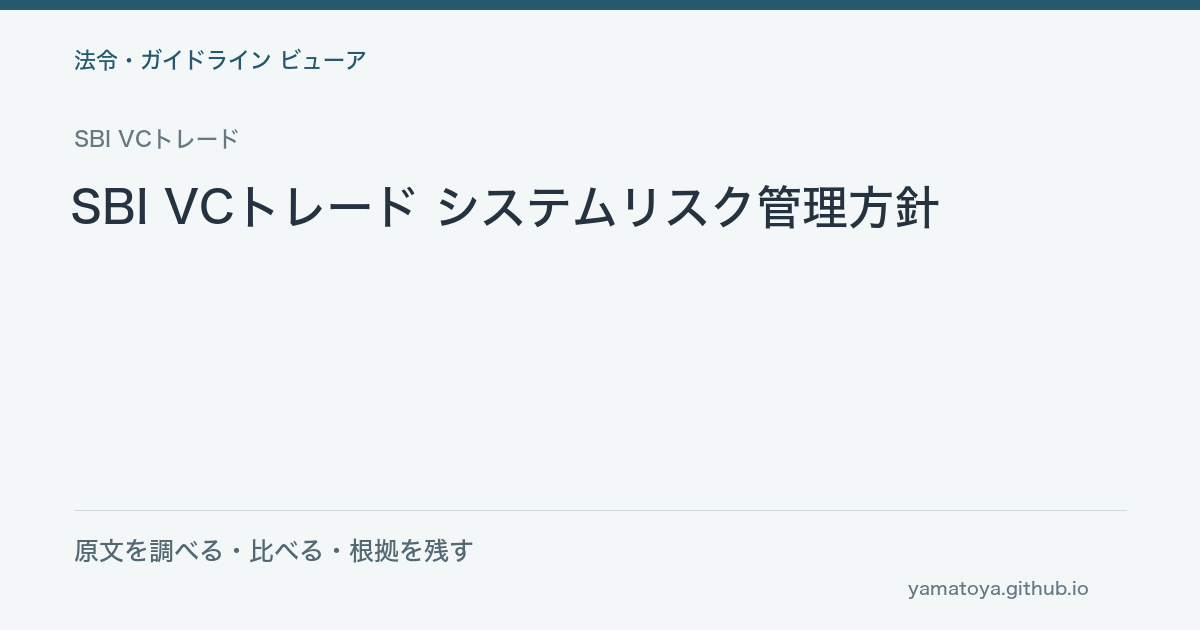 法令・ガイドライン ビューア
SBI VCトレード
SBI VCトレード システムリスク管理方針
原文を調べる・比べる・根拠を残す
yamatoya.github.io